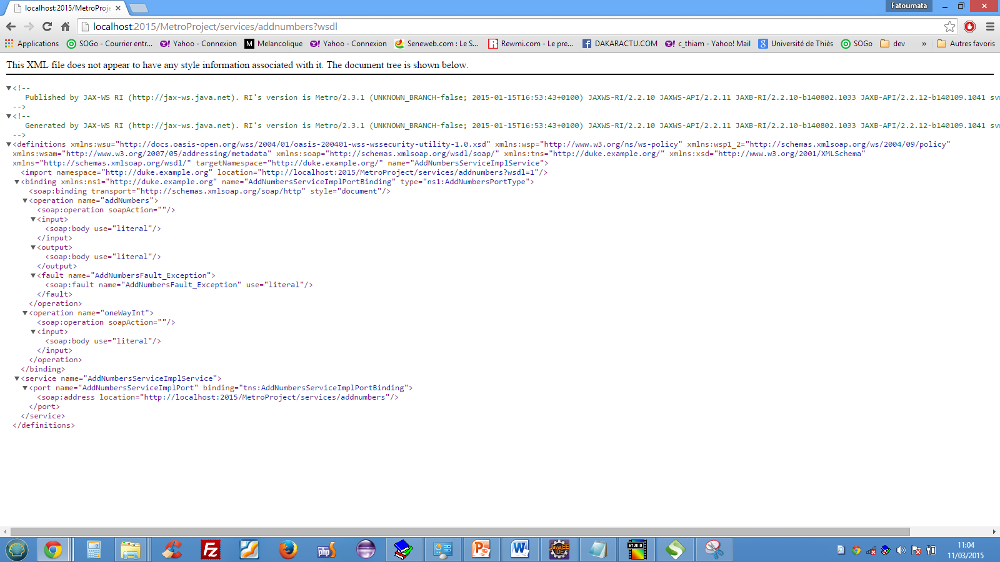 localhost:2015/MetroProje
Fatoumata
localhost:2015/MetroProject/services/addnumbers?wsdl
Applications SOGo - Courrier entr... Yahoo - Connexion Melancolique Yahoo - Connexion Seneweb.com : Le S... Rewmi.com - Le pre... DAKARACTU.COM c_thiam - Yahoo! Mail Université de Thiès SOGo dev » Autres favoris
This XML file does not appear to have any style information associated with it. The document tree is shown below.
▼<!--
Published by JAX-WS RI (http://jax-ws.java.net). RI's version is Metro/2.3.1 (UNKNOWN_BRANCH-false; 2015-01-15T16:53:43+0100) JAXWS-RI/2.2.10 JAXWS-API/2.2.11 JAXB-RI/2.2.10-b140802.1033 JAXB-API/2.2.12-b140109.1041 svn
-->
▼<!--
Generated by JAX-WS RI (http://jax-ws.java.net). RI's version is Metro/2.3.1 (UNKNOWN_BRANCH-false; 2015-01-15T16:53:43+0100) JAXWS-RI/2.2.10 JAXWS-API/2.2.11 JAXB-RI/2.2.10-b140802.1033 JAXB-API/2.2.12-b140109.1041 svn
-->
▼<definitions xmlns:wsu="http://docs.oasis-open.org/wss/2004/01/oasis-200401-wss-wssecurity-utility-1.0.xsd" xmlns:wsp="http://www.w3.org/ns/ws-policy" xmlns:wsp1_2="http://schemas.xmlsoap.org/ws/2004/09/policy"
xmlns:wsam="http://www.w3.org/2007/05/addressing/metadata" xmlns:soap="http://schemas.xmlsoap.org/wsdl/soap/" xmlns:tns="http://duke.example.org/" xmlns:xsd="http://www.w3.org/2001/XMLSchema"
xmlns="http://schemas.xmlsoap.org/wsdl/" targetNamespace="http://duke.example.org/" name="AddNumbersServiceImplService">
<import namespace="http://duke.example.org" location="http://localhost:2015/MetroProject/services/addnumbers?wsdl=1"/>
▼<binding xmlns:ns1="http://duke.example.org" name="AddNumbersServiceImplPortBinding" type="ns1:AddNumbersPortType">
<soap:binding transport="http://schemas.xmlsoap.org/soap/http" style="document"/>
▼<operation name="addNumbers">
<soap:operation soapAction=""/>
▼<input>
<soap:body use="literal"/>
</input>
▼<output>
<soap:body use="literal"/>
</output>
▼<fault name="AddNumbersFault_Exception">
<soap:fault name="AddNumbersFault_Exception" use="literal"/>
</fault>
</operation>
▼<operation name="oneWayInt">
<soap:operation soapAction=""/>
▼<input>
<soap:body use="literal"/>
</input>
</operation>
</binding>
▼<service name="AddNumbersServiceImplService">
▼<port name="AddNumbersServiceImplPort" binding="tns:AddNumbersServiceImplPortBinding">
<soap:address location="http://localhost:2015/MetroProject/services/addnumbers"/>
</port>
</service>
</definitions>
Fz
php
P
W
Java EE
IDE
STUDIO
11:04
11/03/2015